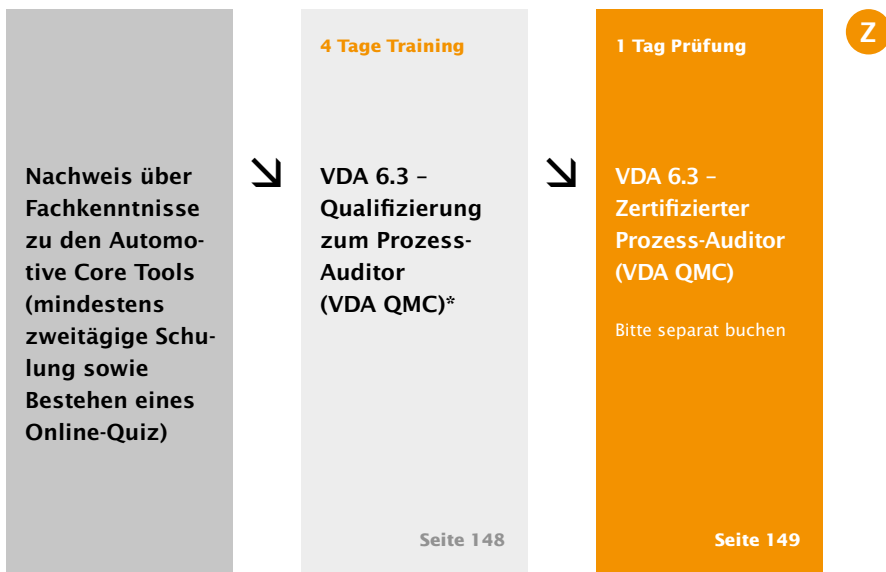 Nachweis über
Fachkenntnisse
zu den Automo-
tive Core Tools
(mindestens
zweitägige Schu-
lung sowie
Bestehen eines
Online-Quiz)
4 Tage Training
VDA 6.3 –
Qualifizierung
zum Prozess-
Auditor
(VDA QMC)*
Seite 148
1 Tag Prüfung
VDA 6.3 –
Zertifizierter
Prozess-Auditor
(VDA QMC)
Bitte separat buchen
Seite 149
Z